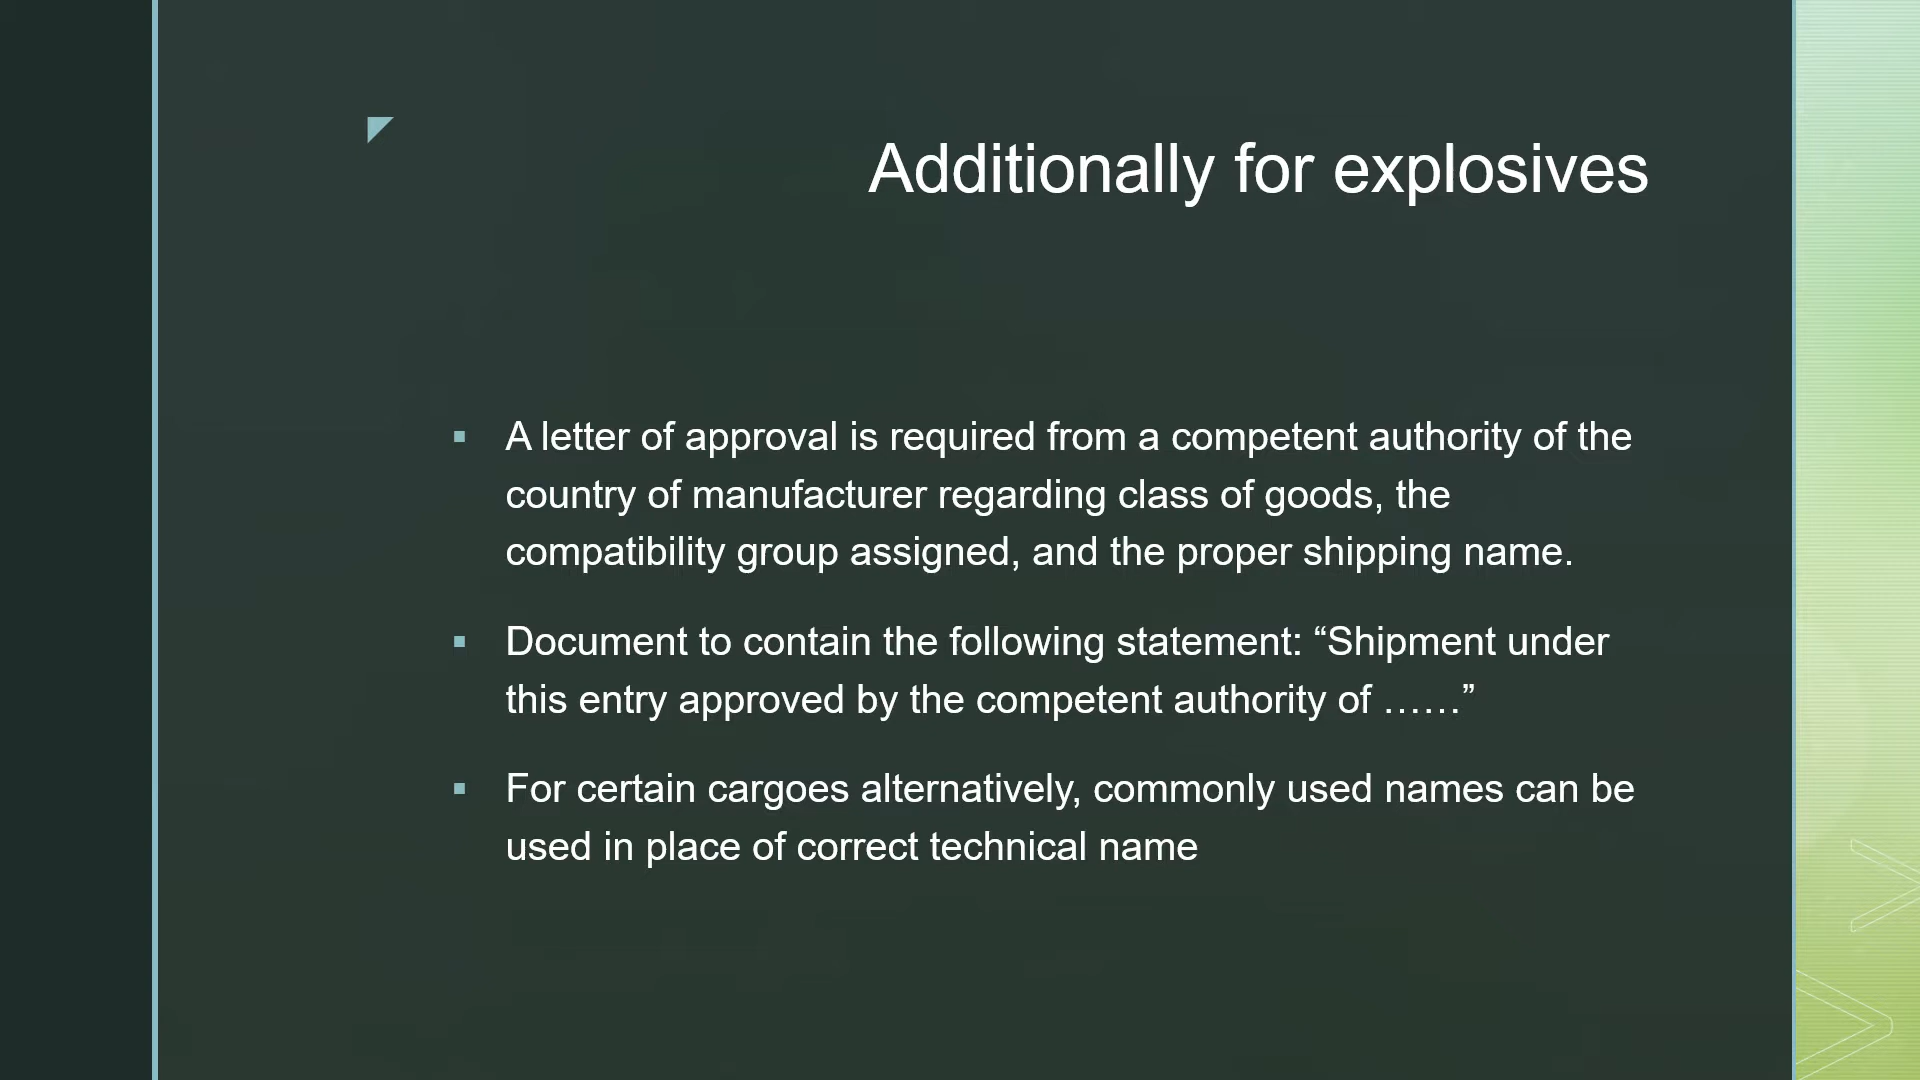 Additionally for explosives
A letter of approval is required from a competent authority of the
country of manufacturer regarding class of goods, the
compatibility group assigned, and the proper shipping name.
Document to contain the following statement: “Shipment under
this entry approved by the competent authority of ……”
For certain cargoes alternatively, commonly used names can be
used in place of correct technical name